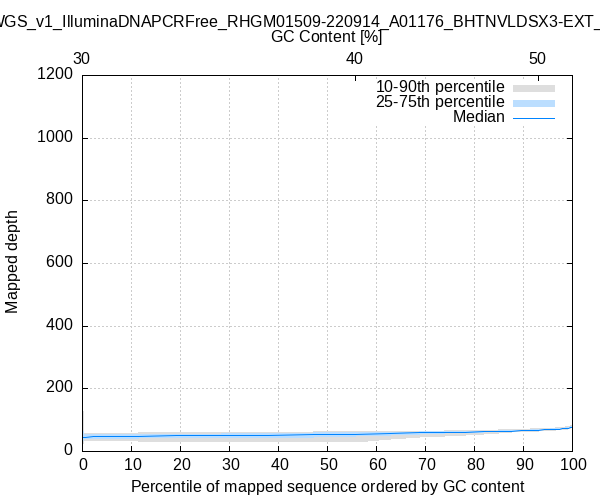 WGS_v1_IlluminaDNAPCRFree_RHGM01509-220914_A01176_BHTNVLDSX3-EXT_
GC Content [%]
30 40 50
1200
1000
800
600
400
200
0
Mapped depth
10-90th percentile
25-75th percentile
Median
0 10 20 30 40 50 60 70 80 90 100
Percentile of mapped sequence ordered by GC content